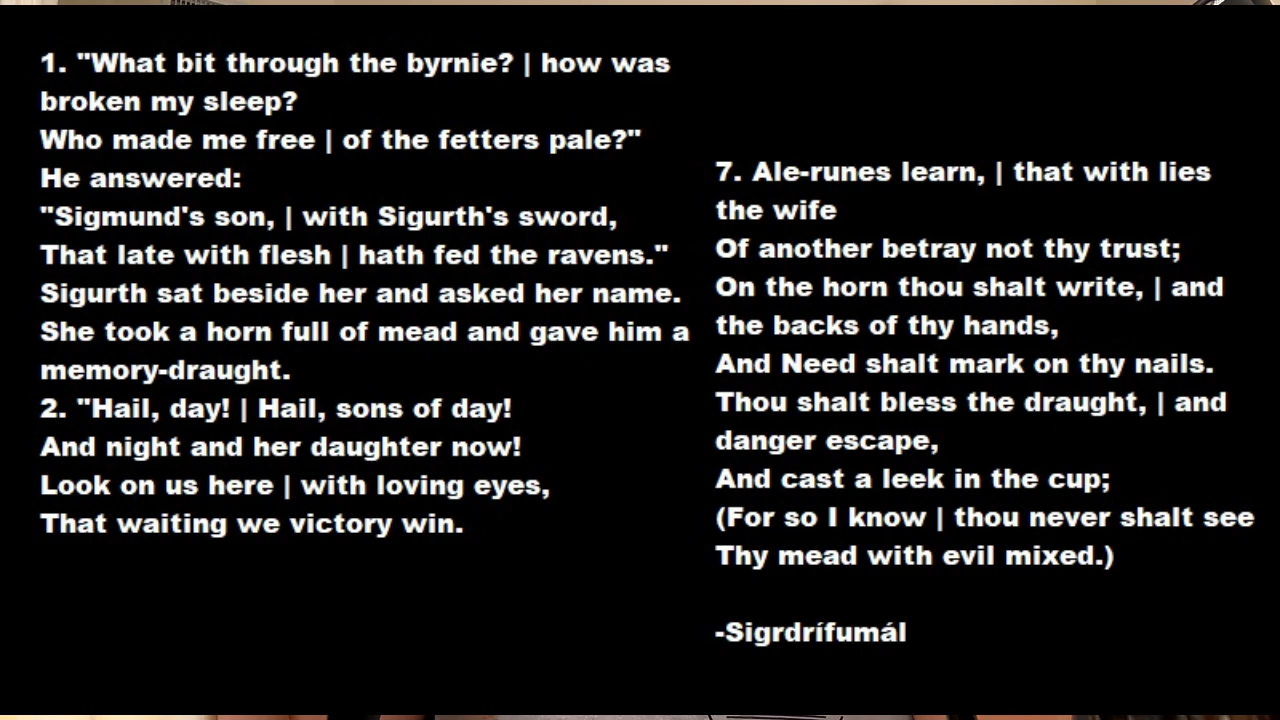 1. "What bit through the byrnie? | how was
broken my sleep?
Who made me free | of the fetters pale?"
He answered:
"Sigmund's son, | with Sigurth's sword,
That late with flesh | hath fed the ravens."
Sigurth sat beside her and asked her name.
She took a horn full of mead and gave him a
memory-draught.
2. "Hail, day! | Hail, sons of day!
And night and her daughter now!
Look on us here | with loving eyes,
That waiting we victory win.
7. Ale-runes learn, | that with lies
the wife
Of another betray not thy trust;
On the horn thou shalt write, | and
the backs of thy hands,
And Need shalt mark on thy nails.
Thou shalt bless the draught, | and
danger escape,
And cast a leek in the cup;
(For so I know | thou never shalt see
Thy mead with evil mixed.)
-Sigrdrífumál